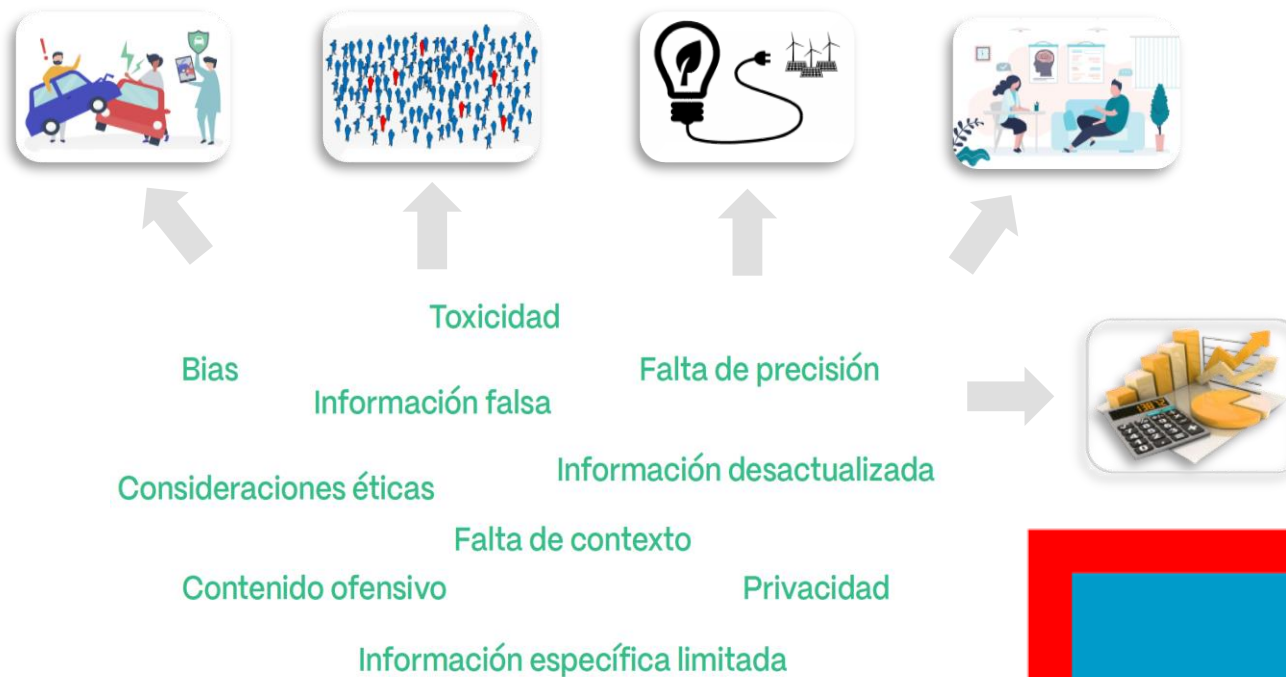 Toxicidad
Bias
Falta de precisión
Información falsa
Información desactualizada
Consideraciones éticas
Falta de contexto
Contenido ofensivo
Privacidad
Información específica limitada